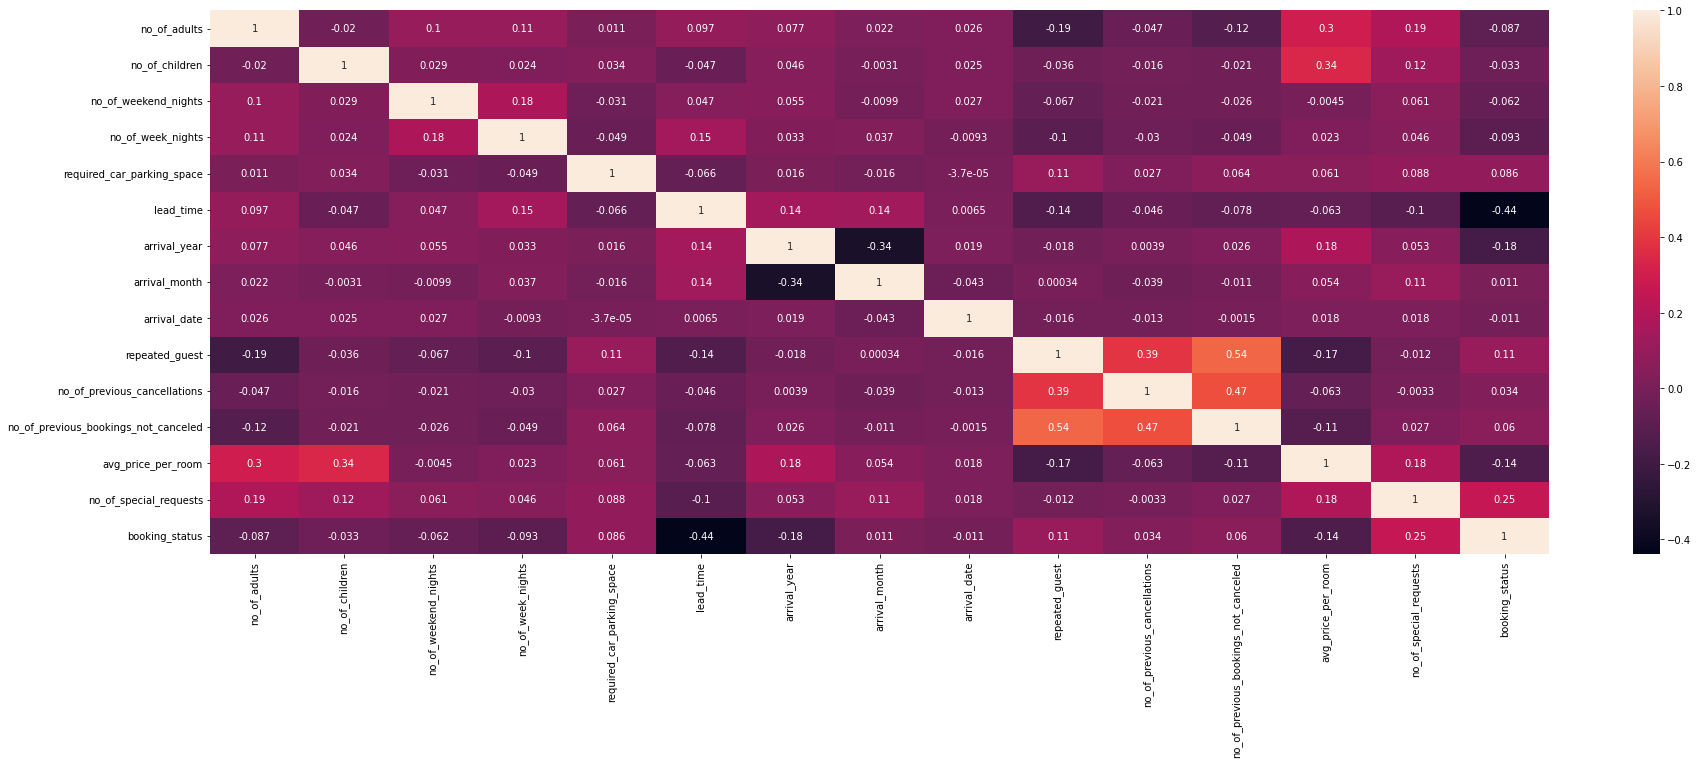 no_of_adults 1 -0.02 0.1 0.11 0.011 0.097 0.077 0.022 0.026 -0.19 -0.047 -0.12 0.3 0.19 -0.087
no_of_children -0.02 1 0.029 0.024 0.034 -0.047 0.046 -0.0031 0.025 -0.036 -0.016 -0.021 0.34 0.12 -0.033
no_of_weekend_nights 0.1 0.029 1 0.18 -0.031 0.047 0.055 -0.0099 0.027 -0.067 -0.021 -0.026 -0.0045 0.061 -0.062
no_of_week_nights 0.11 0.024 0.18 1 -0.049 0.15 0.033 0.037 -0.0093 -0.1 -0.03 -0.049 0.023 0.046 -0.093
required_car_parking_space 0.011 0.034 -0.031 -0.049 1 -0.066 0.016 -0.016 -3.7e-05 0.11 0.027 0.064 0.061 0.088 0.086
lead_time 0.097 -0.047 0.047 0.15 -0.066 1 0.14 0.14 0.0065 -0.14 -0.046 -0.078 -0.063 -0.1 -0.44
arrival_year 0.077 0.046 0.055 0.033 0.016 0.14 1 -0.34 0.019 -0.018 0.0039 0.026 0.18 0.053 -0.18
arrival_month 0.022 -0.0031 -0.0099 0.037 -0.016 0.14 -0.34 1 -0.043 0.00034 -0.039 -0.011 0.054 0.11 0.011
arrival_date 0.026 0.025 0.027 -0.0093 -3.7e-05 0.0065 0.019 -0.043 1 -0.016 -0.013 -0.0015 0.018 0.018 -0.011
repeated_guest -0.19 -0.036 -0.067 -0.1 0.11 -0.14 -0.018 0.00034 -0.016 1 0.39 0.54 -0.17 -0.012 0.11
no_of_previous_cancellations -0.047 -0.016 -0.021 -0.03 0.027 -0.046 0.0039 -0.039 -0.013 0.39 1 0.47 -0.063 -0.0033 0.034
no_of_previous_bookings_not_canceled -0.12 -0.021 -0.026 -0.049 0.064 -0.078 0.026 -0.011 -0.0015 0.54 0.47 1 -0.11 0.027 0.06
avg_price_per_room 0.3 0.34 -0.0045 0.023 0.061 -0.063 0.18 0.054 0.018 -0.17 -0.063 -0.11 1 0.18 -0.14
no_of_special_requests 0.19 0.12 0.061 0.046 0.088 -0.1 0.053 0.11 0.018 -0.012 -0.0033 0.027 0.18 1 0.25
booking_status -0.087 -0.033 -0.062 -0.093 0.086 -0.44 -0.18 0.011 -0.011 0.11 0.034 0.06 -0.14 0.25 1
no_of_adults
no_of_children
no_of_weekend_nights
no_of_week_nights
required_car_parking_space
lead_time
arrival_year
arrival_month
arrival_date
repeated_guest
no_of_previous_cancellations
no_of_previous_bookings_not_canceled
avg_price_per_room
no_of_special_requests
booking_status
1.0
0.8
0.6
0.4
0.2
0.0
−0.2
−0.4